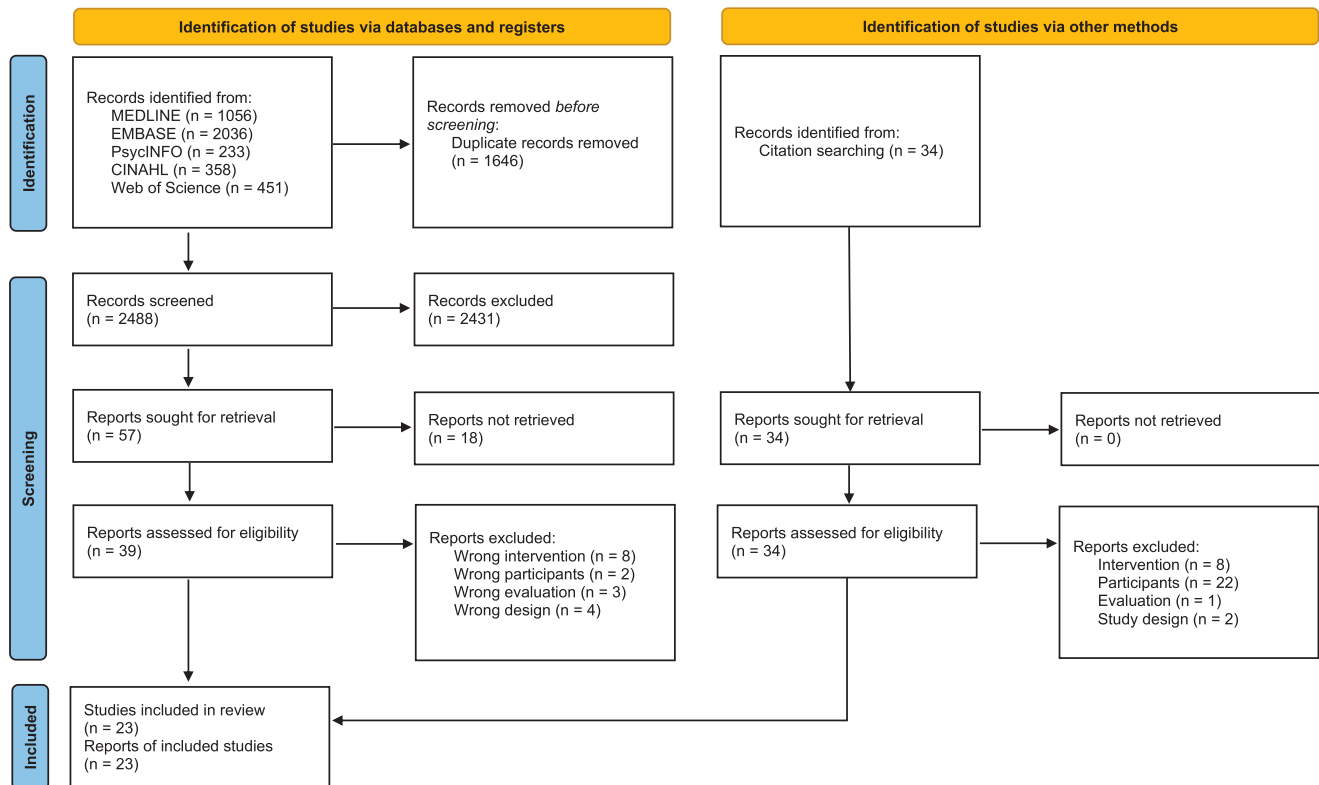 Identification of studies via databases and registers
Identification of studies via other methods
Identification
Records identified from:
MEDLINE (n = 1056)
EMBASE (n = 2036)
PsycINFO (n = 233)
CINAHL (n = 358)
Web of Science (n = 451)
Records removed before
screening:
Duplicate records removed
(n = 1646)
Records identified from:
Citation searching (n = 34)
Screening
Records screened
(n = 2488)
Records excluded
(n = 2431)
Reports sought for retrieval
(n = 57)
Reports not retrieved
(n = 18)
Reports sought for retrieval
(n = 34)
Reports not retrieved
(n = 0)
Reports assessed for eligibility
(n = 39)
Reports excluded:
Wrong intervention (n = 8)
Wrong participants (n = 2)
Wrong evaluation (n = 3)
Wrong design (n = 4)
Reports assessed for eligibility
(n = 34)
Reports excluded:
Intervention (n = 8)
Participants (n = 22)
Evaluation (n = 1)
Study design (n = 2)
Included
Studies included in review
(n = 23)
Reports of included studies
(n = 23)